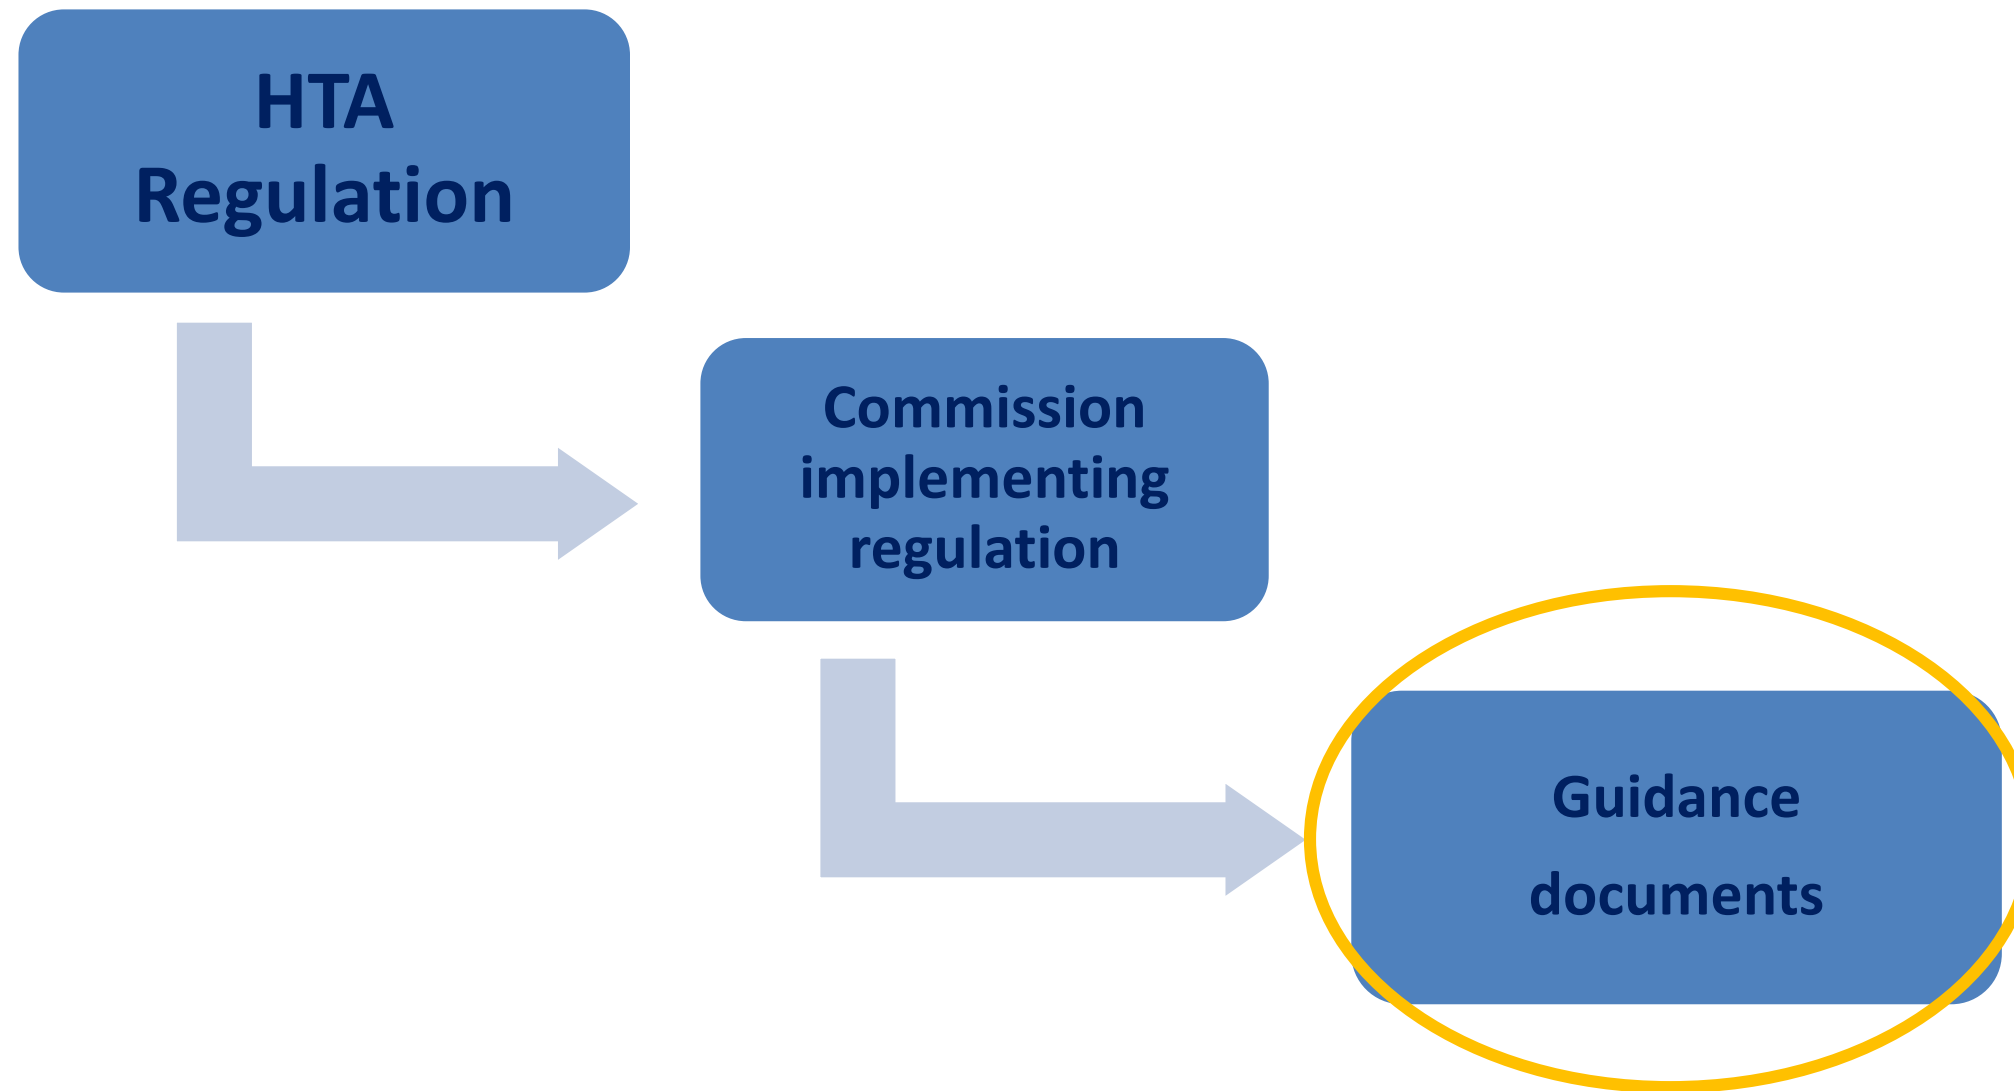 HTA
Regulation
Commission
implementing
regulation
Guidance
documents